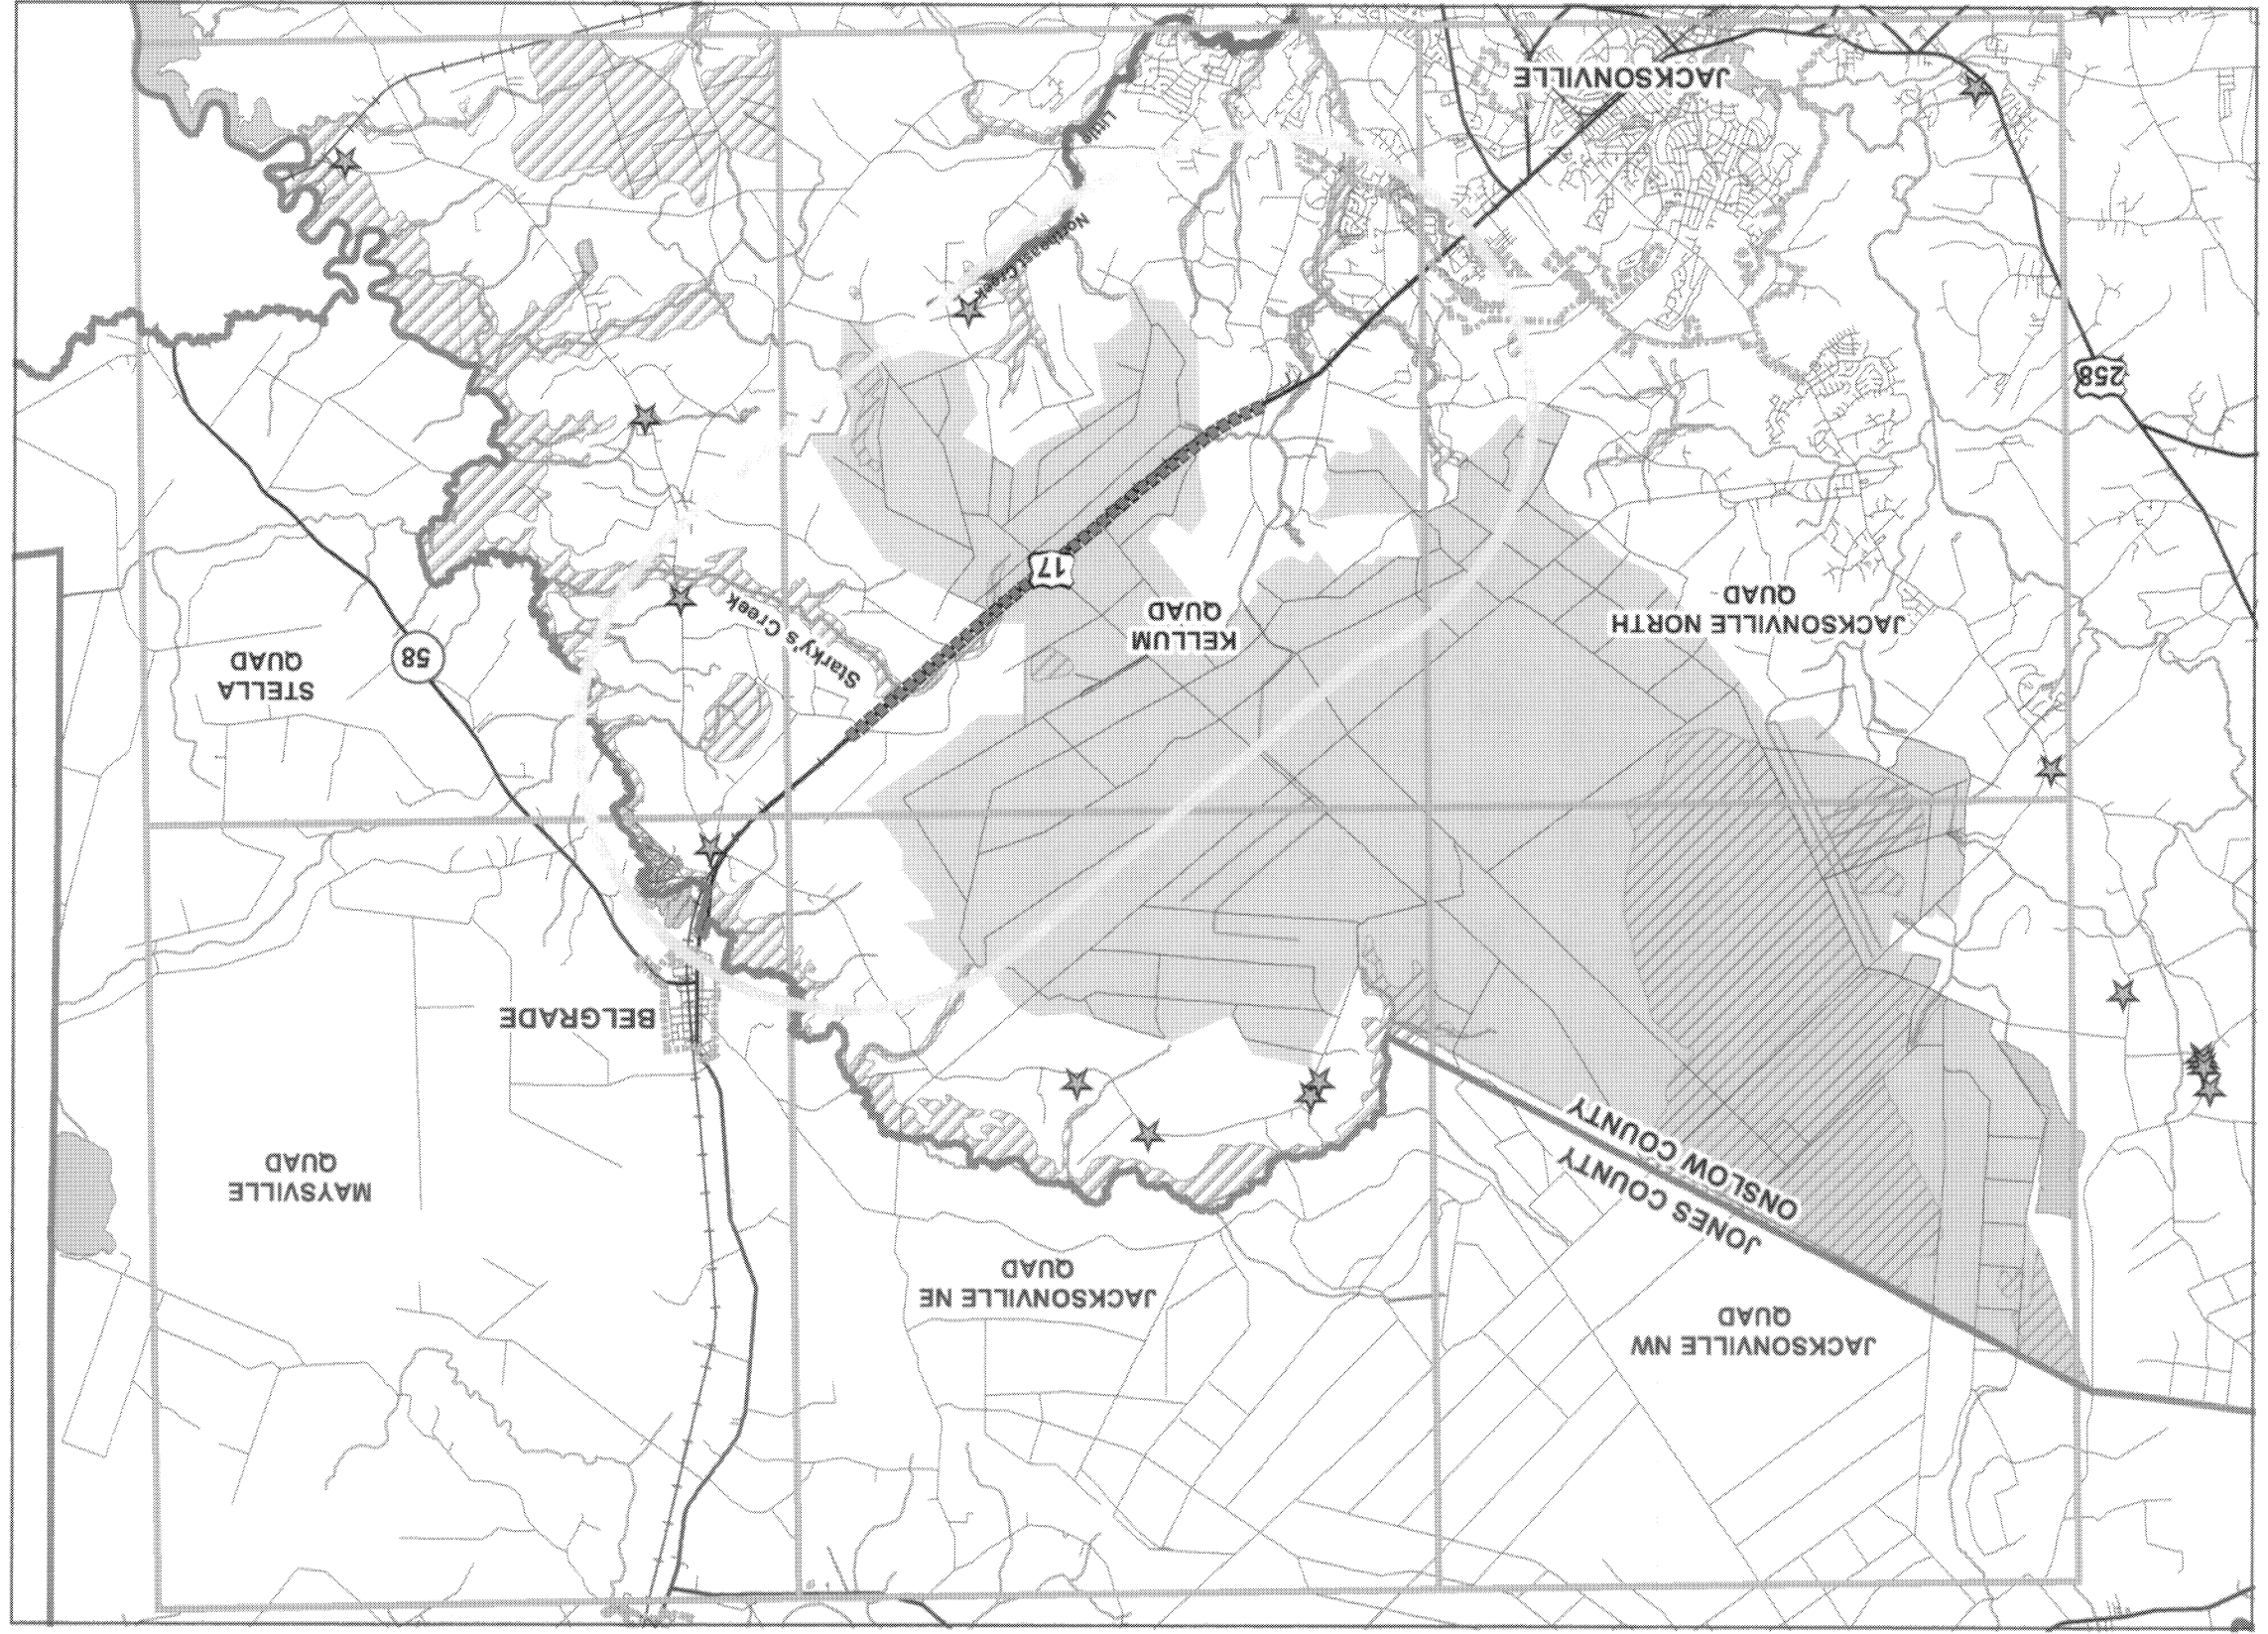 JACKSONVILLE NW
QUAD
JACKSONVILLE NE
QUAD
JONES COUNTY
ONSLOW COUNTY
MAYSVILLE
QUAD
BELGRADE
STELLA
QUAD
58
Starky's Creek
KELLUM
QUAD
JACKSONVILLE NORTH
QUAD
17
258
Northeast Creek
Little
JACKSONVILLE